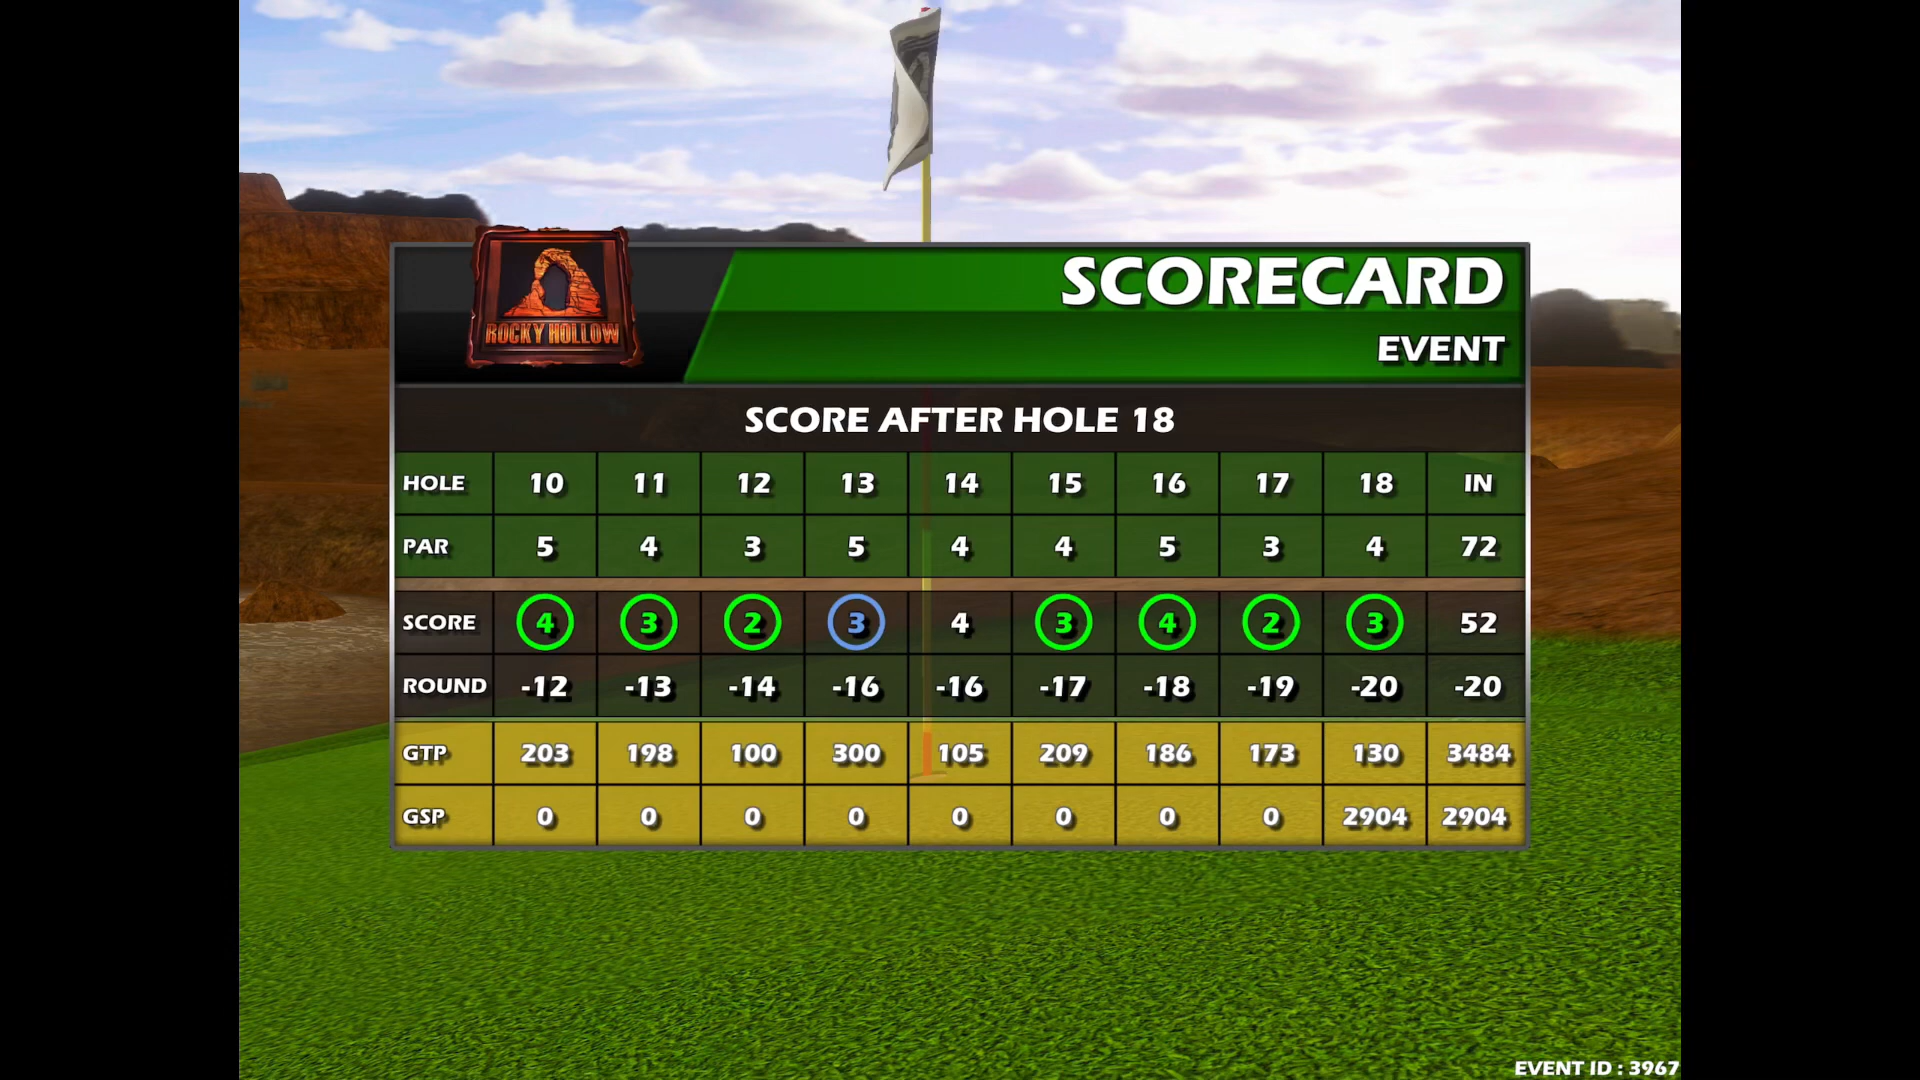 SCORECARD
ROCKY HOLLOW
EVENT
SCORE AFTER HOLE 18
HOLE 10 11 12 13 14 15 16 17 18 IN
PAR 5 4 3 5 4 4 5 3 4 72
SCORE 4 3 2 3 4 3 4 2 3 52
ROUND -12 -13 -14 -16 -16 -17 -18 -19 -20 -20
GTP 203 198 100 300 105 209 186 173 130 3484
GSP 0 0 0 0 0 0 0 0 2904 2904
EVENT ID : 3967